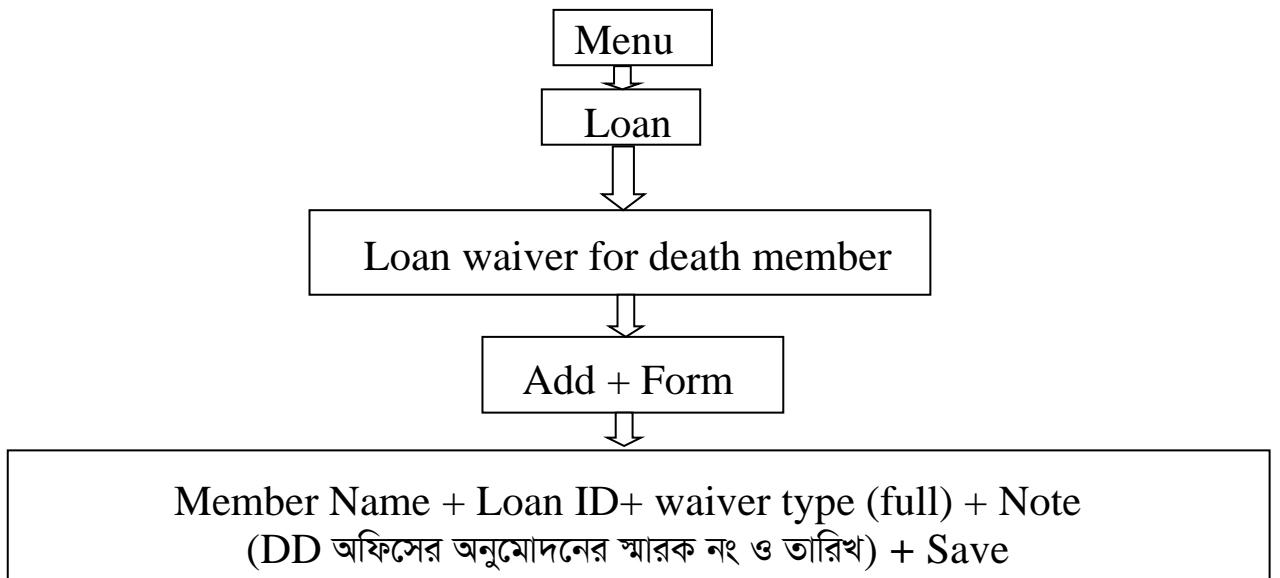 Menu
Loan
Loan waiver for death member
Add + Form
Member Name + Loan ID+ waiver type (full) + Note
(DD অফিসের অনুমোদনের স্মারক নং ও তারিখ) + Save